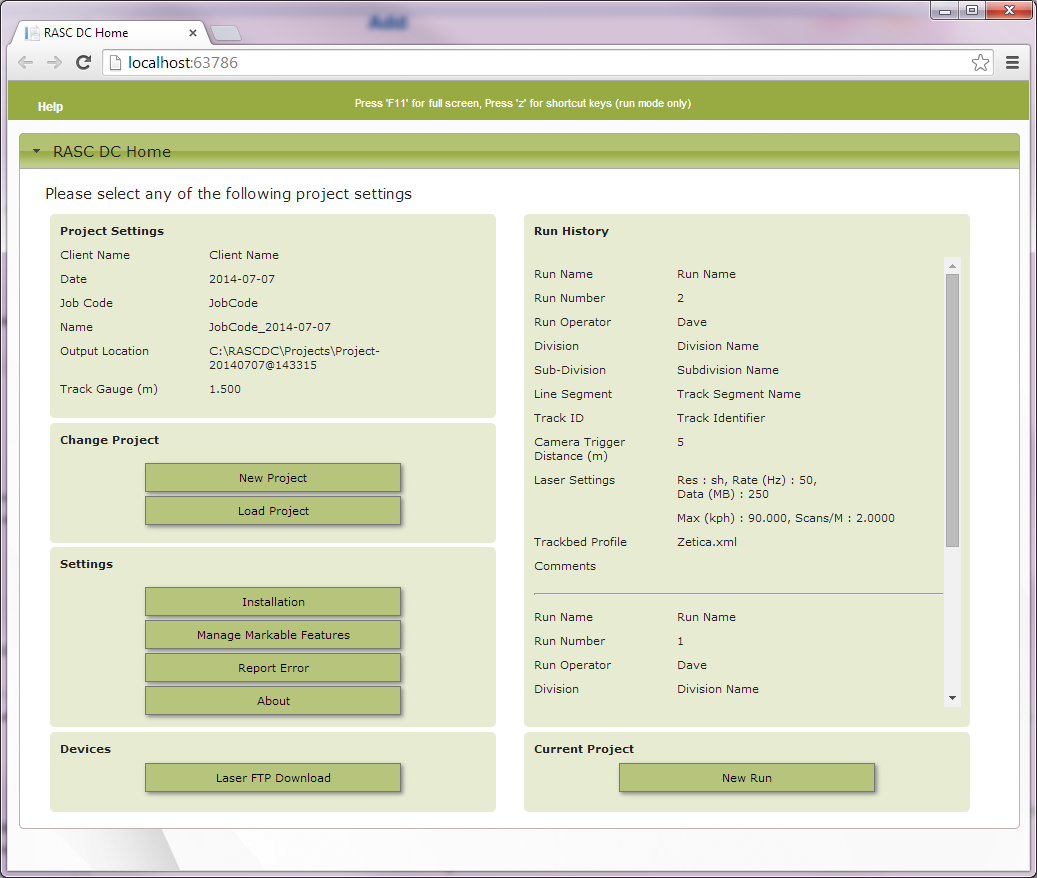 Add
RASC DC Home
localhost:63786
Help
Press 'F11' for full screen, Press 'z' for shortcut keys (run mode only)
RASC DC Home
Please select any of the following project settings
Project Settings
Client Name Client Name
Date 2014-07-07
Job Code JobCode
Name JobCode_2014-07-07
Output Location C:\RASCDC\Projects\Project-
20140707@143315
Track Gauge (m) 1.500
Change Project
New Project
Load Project
Settings
Installation
Manage Markable Features
Report Error
About
Devices
Laser FTP Download
Run History
Run Name Run Name
Run Number 2
Run Operator Dave
Division Division Name
Sub-Division Subdivision Name
Line Segment Track Segment Name
Track ID Track Identifier
Camera Trigger 5
Distance (m)
Laser Settings Res : sh, Rate (Hz) : 50,
Data (MB) : 250
Max (kph) : 90.000, Scans/M : 2.0000
Trackbed Profile Zetica.xml
Comments
Run Name Run Name
Run Number 1
Run Operator Dave
Division Division Name
Current Project
New Run